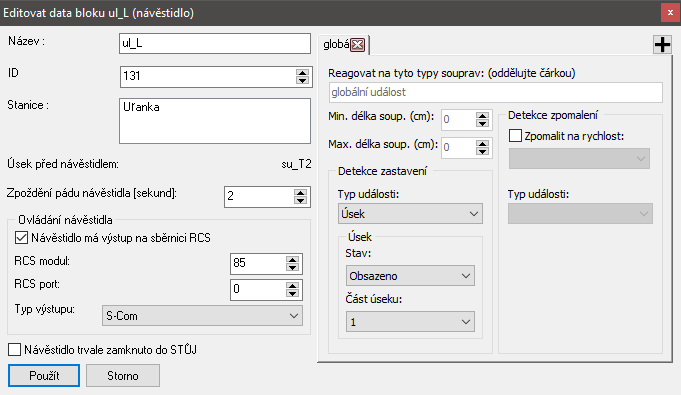 Editovat data bloku ul_L (návěstidlo)
Název :
ul_L
ID
131
Stanice :
Uľanka
Úsek před návěstidlem:
su_T2
Zpoždění pádu návěstidla [sekund]:
2
Ovládání návěstidla
Návěstidlo má výstup na sběrnici RCS
RCS modul:
85
RCS port:
0
Typ výstupu:
S-Com
Návěstidlo trvale zamknuto do STŮJ
Použít
Storno
globá
Reagovat na tyto typy souprav: (oddělujte čárkou)
globální událost
Min. délka soup. (cm):
0
Max. délka soup. (cm):
0
Detekce zastavení
Typ události:
Úsek
Úsek
Stav:
Obsazeno
Část úseku:
1
Detekce zpomalení
Zpomalit na rychlost:
Typ události: